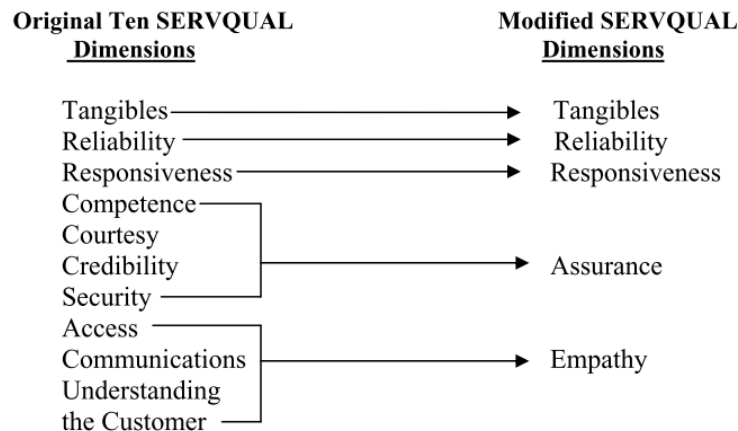 Original Ten SERVQUAL
Dimensions
Modified SERVQUAL
Dimensions
Tangibles
Reliability
Responsiveness
Competence
Courtesy
Credibility
Security
Access
Communications
Understanding
the Customer
Tangibles
Reliability
Responsiveness
Assurance
Empathy